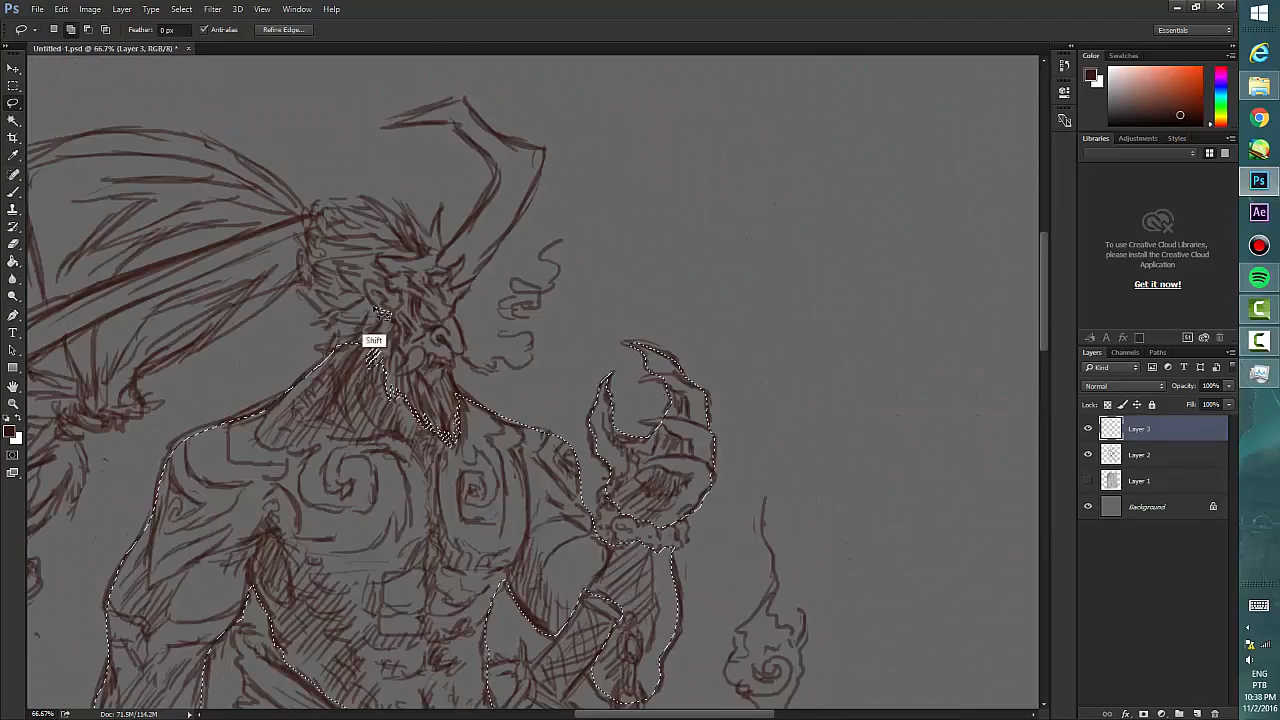 Ps File Edit Image Layer Type Select Filter 3D View Window Help
Feather: 0 px Anti-alias Refine Edge... Essentials
Untitled-1.psd @ 66.7% (Layer 3, RGB/8) *
Color Swatches
Libraries Adjustments Styles
To use Creative Cloud Libraries,
please install the Creative Cloud
Application
Get it now!
Shift
Layers Channels Paths
Kind
Normal Opacity: 100%
Lock: Fill: 100%
Layer 3
Layer 2
Layer 1
Background
Ps
Ae
ENG
PTB
10:38 PM
11/2/2016
66.67% Doc: 71.5M/114.2M